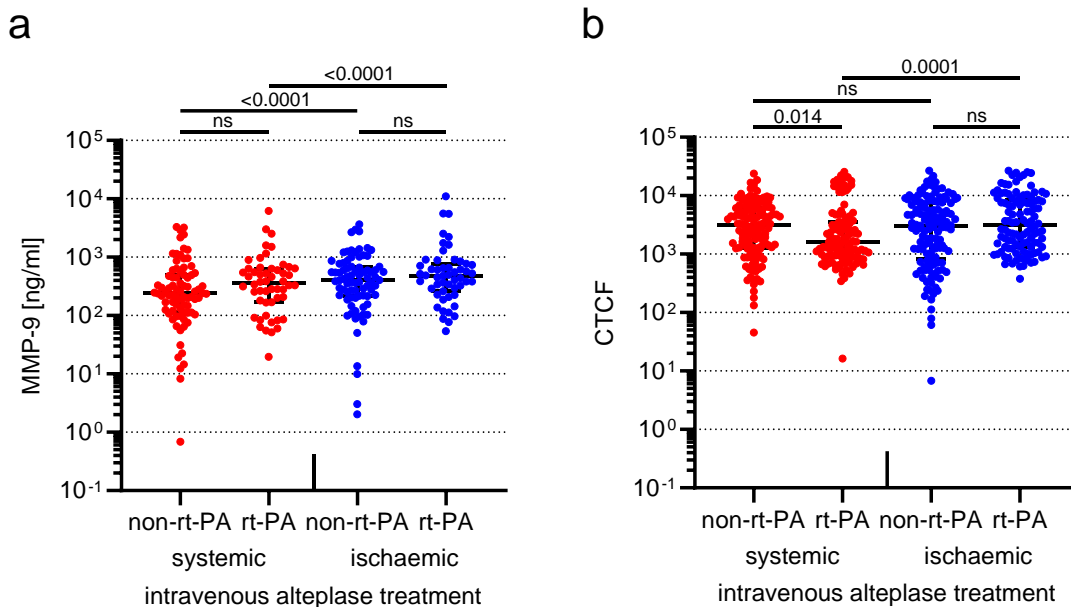 a
<0.0001
<0.0001
ns
ns
10⁵
10⁴
10³
10²
10¹
10⁰
10⁻¹
MMP-9 [ng/ml]
non-rt-PA rt-PA non-rt-PA rt-PA
systemic ischaemic
intravenous alteplase treatment
b
0.0001
ns
0.014
ns
10⁵
10⁴
10³
10²
10¹
10⁰
10⁻¹
CTCF
non-rt-PA rt-PA non-rt-PA rt-PA
systemic ischaemic
intravenous alteplase treatment